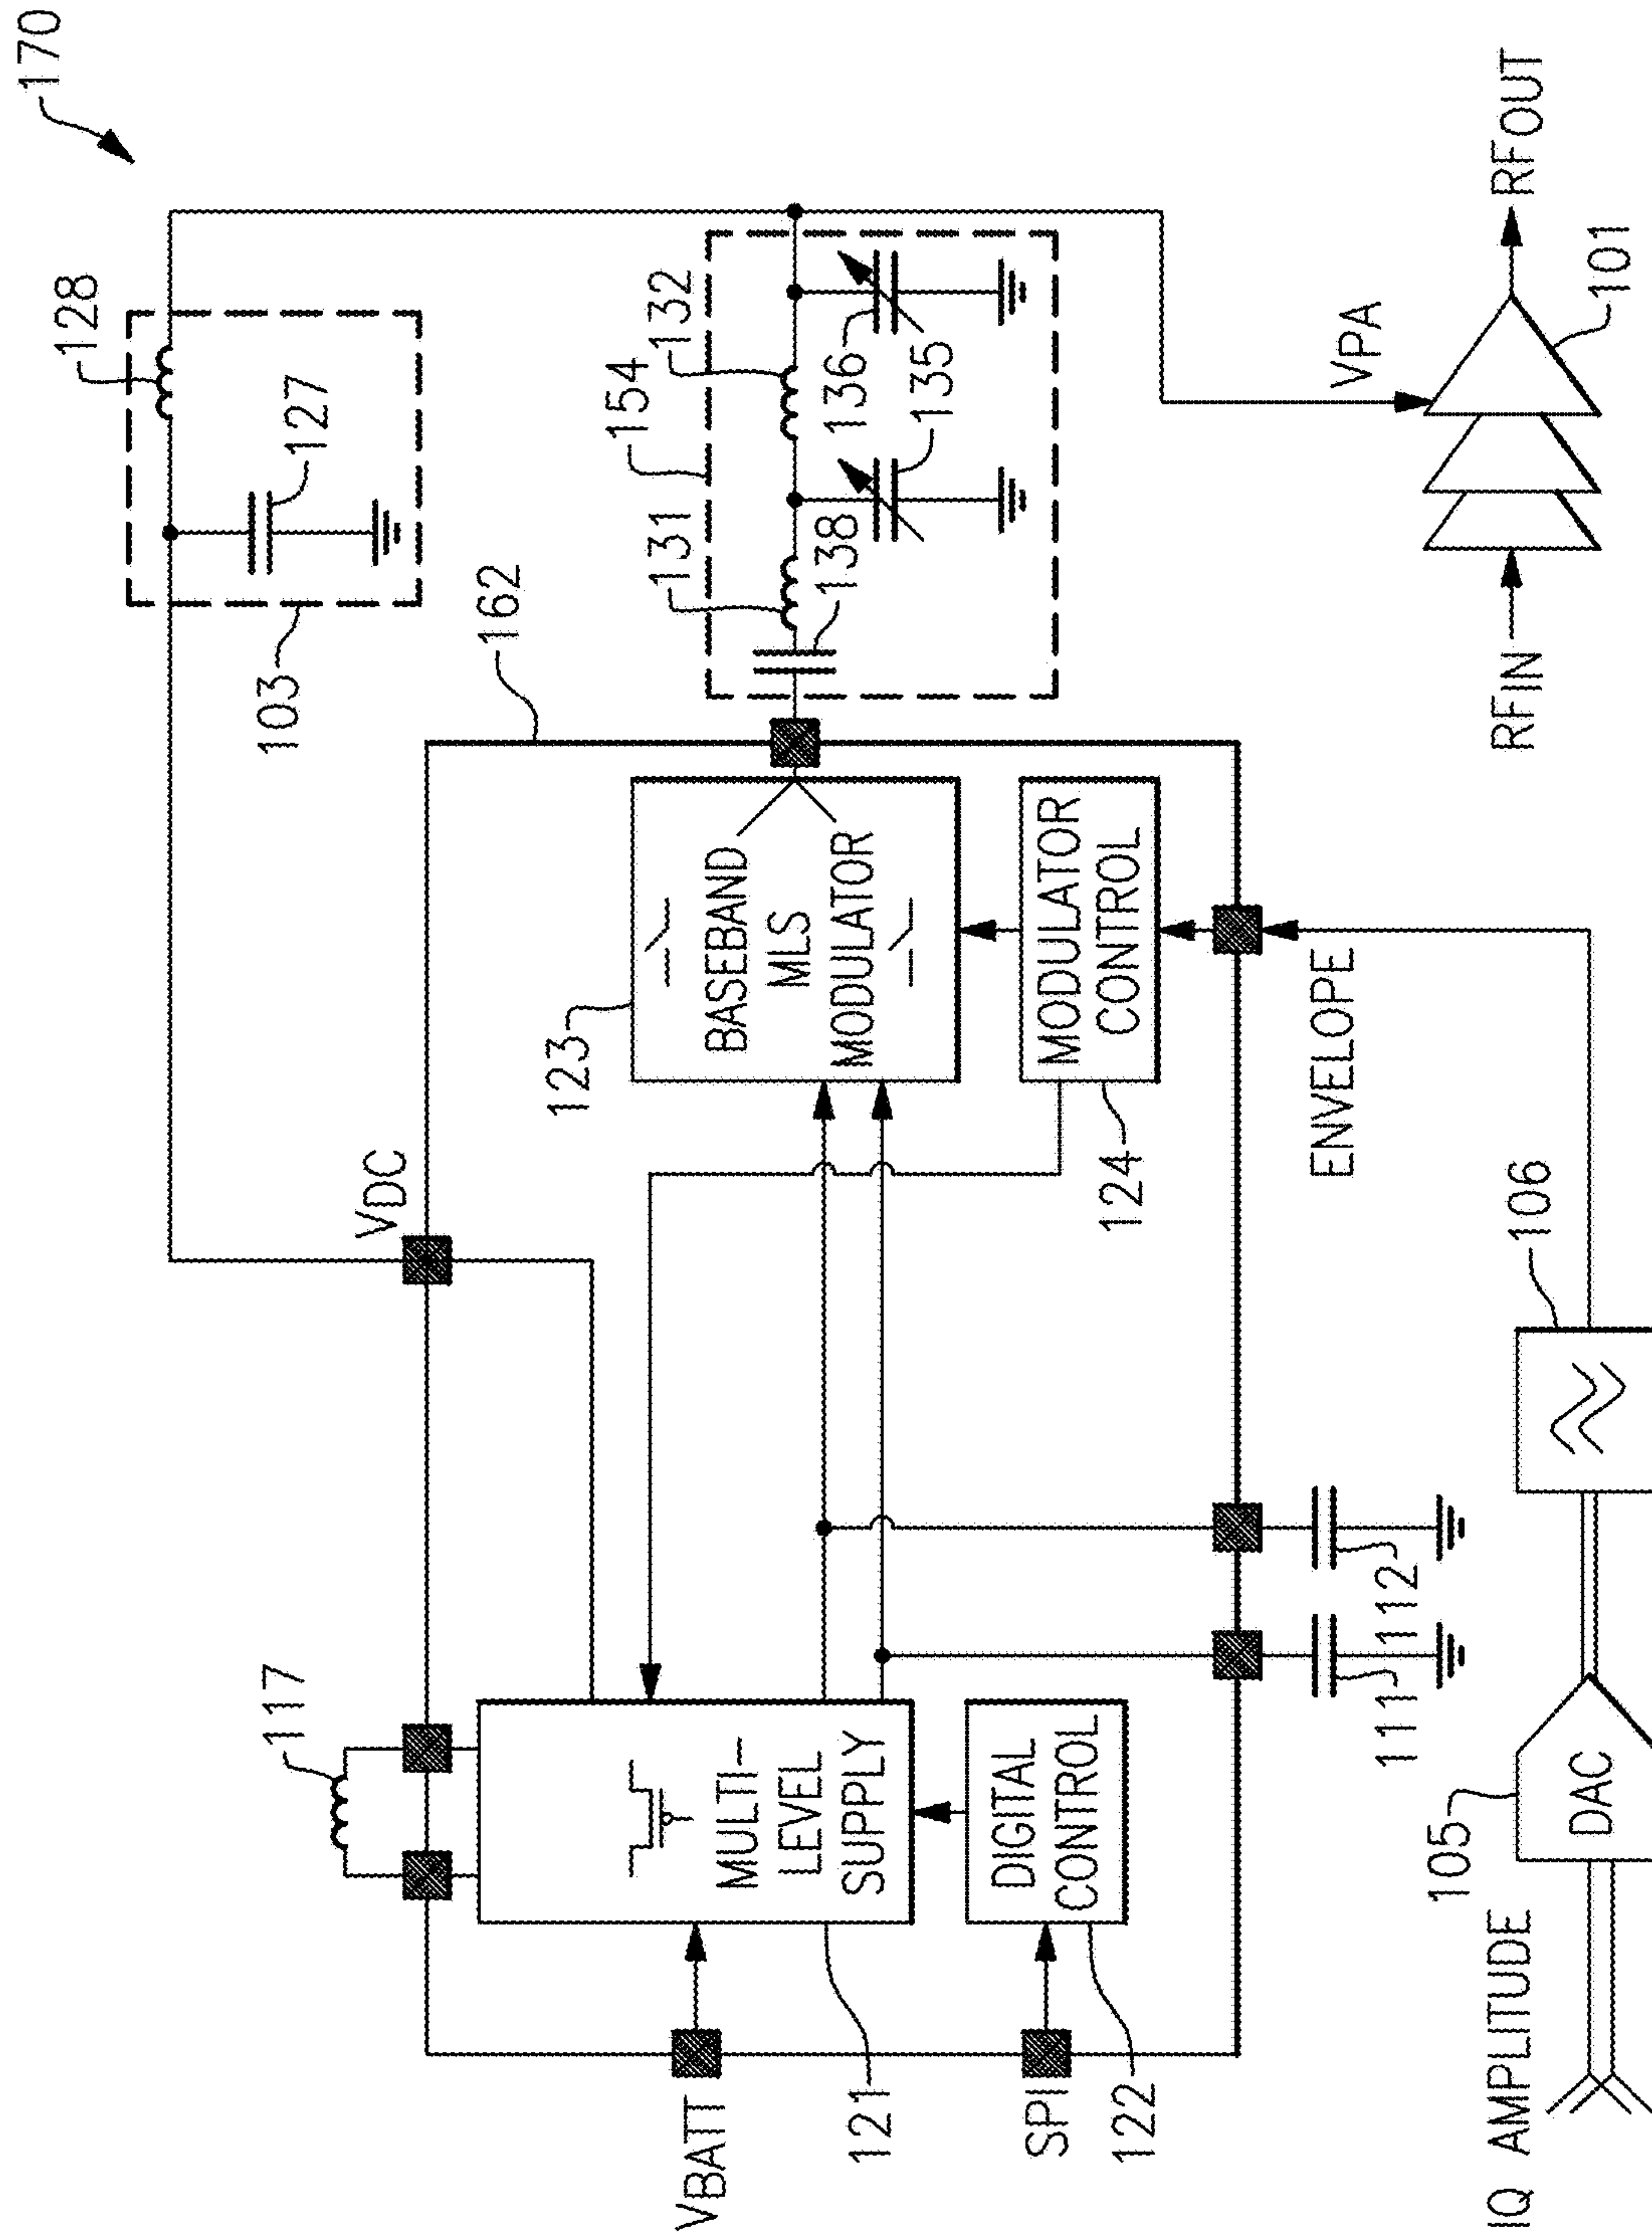 170
128
127
103
117
VDC
162
131
154
132
138
136
135
123
BASEBAND
MLS
MODULATOR
MULTI-
LEVEL
SUPPLY
VBATT
121
MODULATOR
CONTROL
124
DIGITAL
CONTROL
SPI
122
ENVELOPE
111
112
VPA
RFIN
RFOUT
101
IQ AMPLITUDE
105
DAC
106